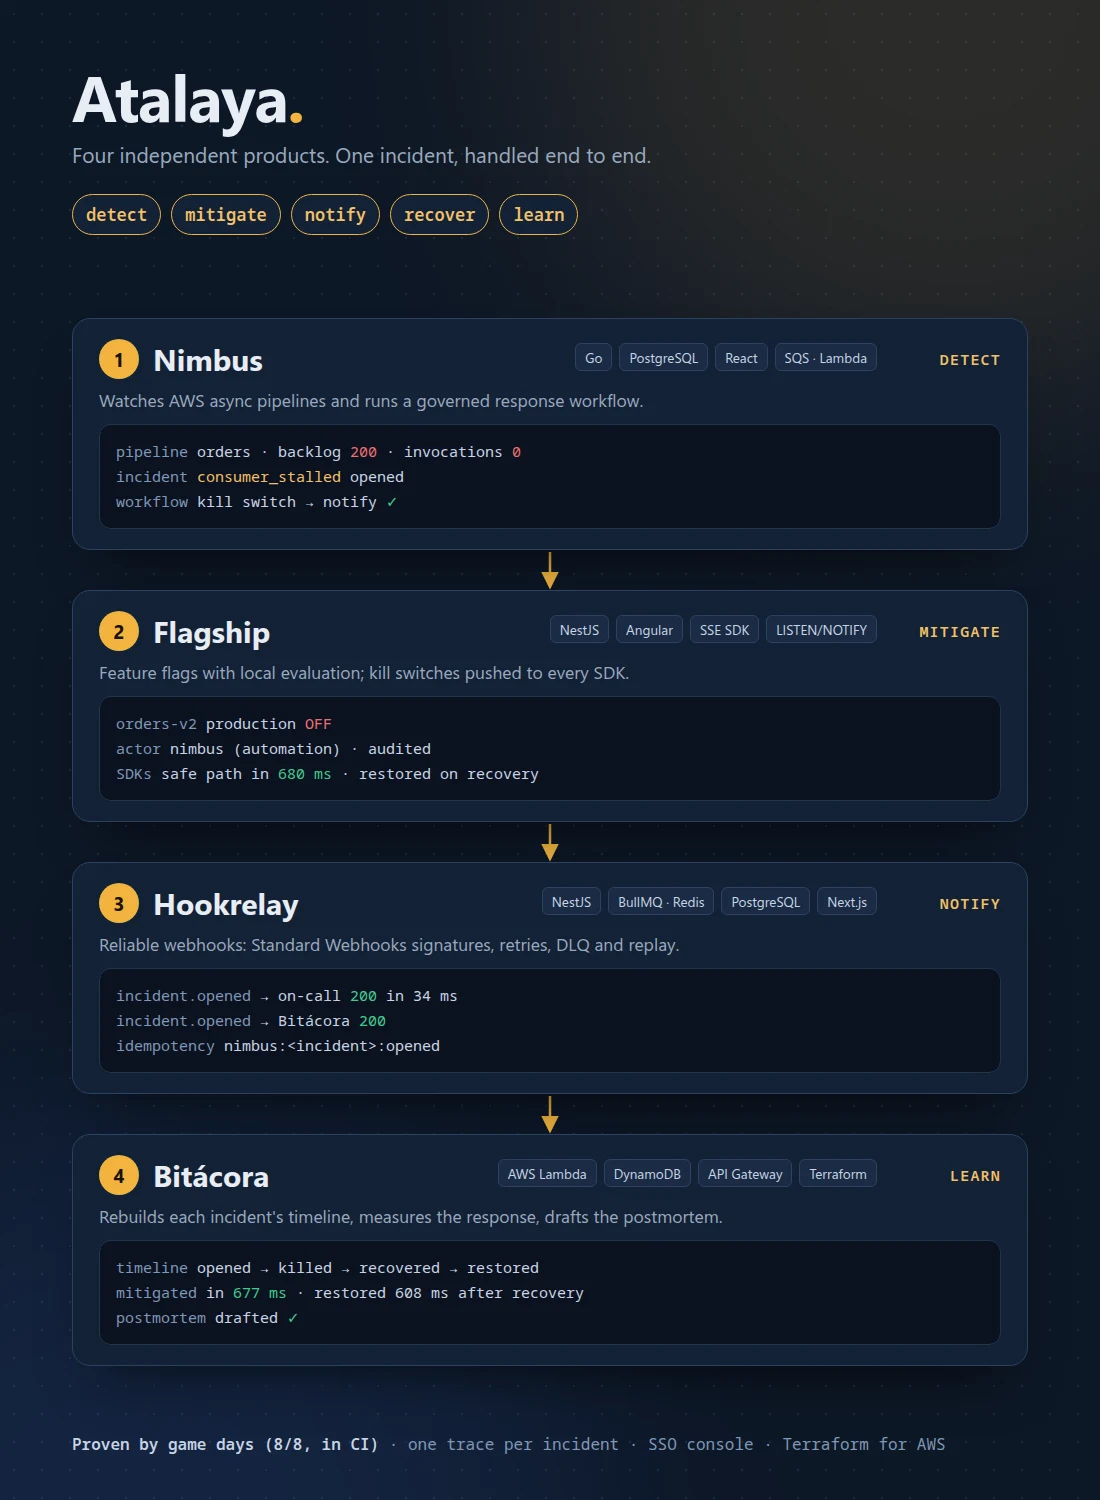 Atalaya.
Four independent products. One incident, handled end to end.
detect mitigate notify recover learn
1 Nimbus Go PostgreSQL React SQS · Lambda DETECT
Watches AWS async pipelines and runs a governed response workflow.
pipeline orders · backlog 200 · invocations 0
incident consumer_stalled opened
workflow kill switch → notify ✓
2 Flagship NestJS Angular SSE SDK LISTEN/NOTIFY MITIGATE
Feature flags with local evaluation; kill switches pushed to every SDK.
orders-v2 production OFF
actor nimbus (automation) · audited
SDKs safe path in 680 ms · restored on recovery
3 Hookrelay NestJS BullMQ · Redis PostgreSQL Next.js NOTIFY
Reliable webhooks: Standard Webhooks signatures, retries, DLQ and replay.
incident.opened → on-call 200 in 34 ms
incident.opened → Bitácora 200
idempotency nimbus:<incident>:opened
4 Bitácora AWS Lambda DynamoDB API Gateway Terraform LEARN
Rebuilds each incident's timeline, measures the response, drafts the postmortem.
timeline opened → killed → recovered → restored
mitigated in 677 ms · restored 608 ms after recovery
postmortem drafted ✓
Proven by game days (8/8, in CI) · one trace per incident · SSO console · Terraform for AWS